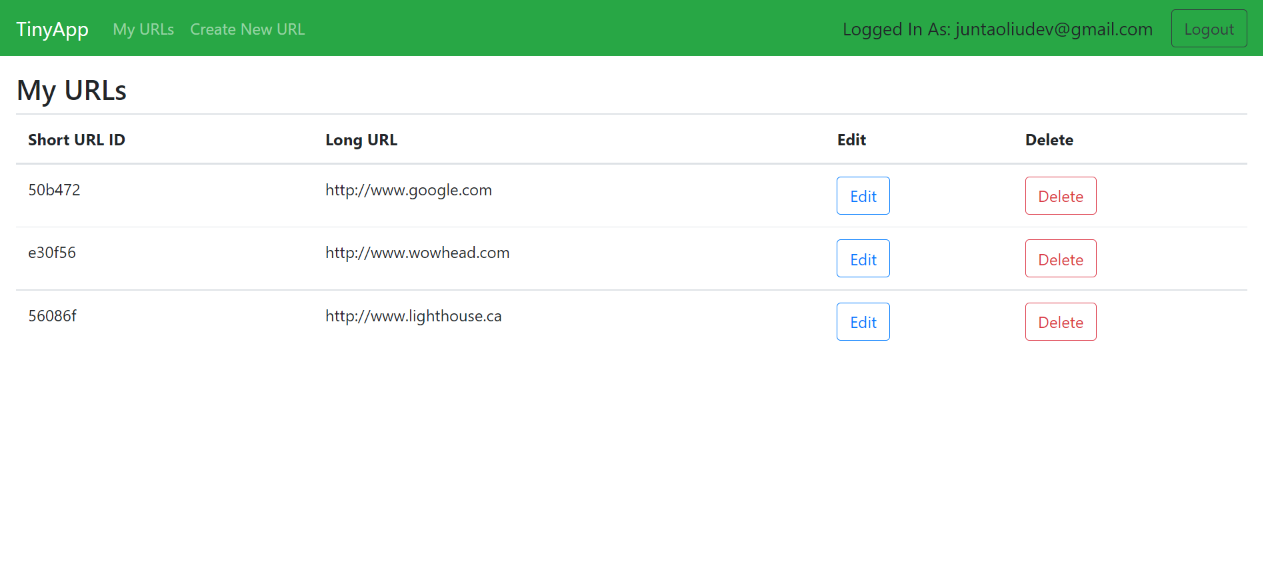 TinyApp My URLs Create New URL Logged In As: juntaoliudev@gmail.com Logout
My URLs
Short URL ID Long URL Edit Delete
50b472 http://www.google.com Edit Delete
e30f56 http://www.wowhead.com Edit Delete
56086f http://www.lighthouse.ca Edit Delete